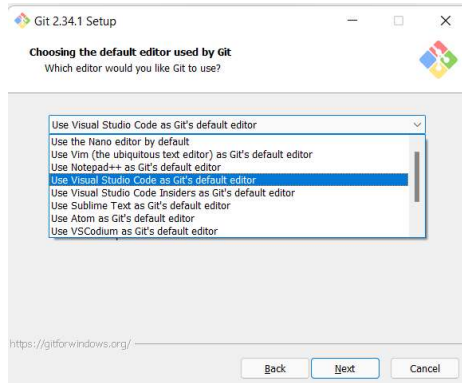 Git 2.34.1 Setup
Choosing the default editor used by Git
Which editor would you like Git to use?
Use Visual Studio Code as Git's default editor
Use the Nano editor by default
Use Vim (the ubiquitous text editor) as Git's default editor
Use Notepad++ as Git's default editor
Use Visual Studio Code as Git's default editor
Use Visual Studio Code Insiders as Git's default editor
Use Sublime Text as Git's default editor
Use Atom as Git's default editor
Use VSCodium as Git's default editor
https://gitforwindows.org/
Back Next Cancel